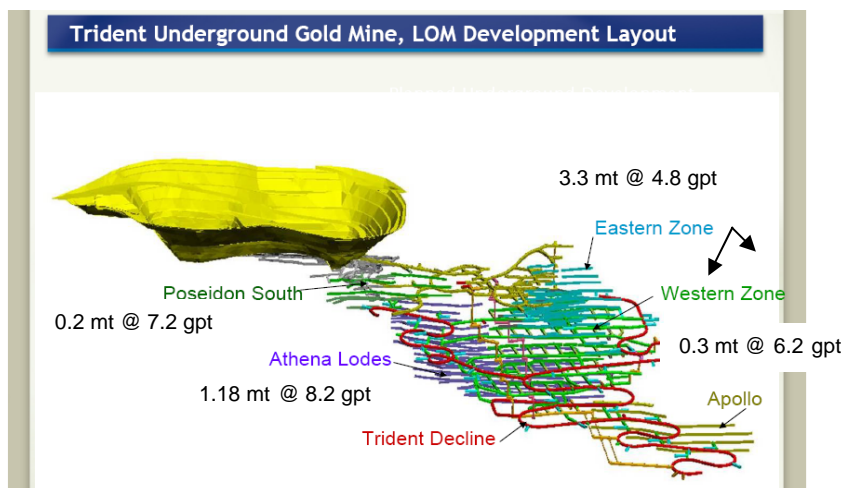 Trident Underground Gold Mine, LOM Development Layout
3.3 mt @ 4.8 gpt
Eastern Zone
Poseidon South
Western Zone
0.2 mt @ 7.2 gpt
0.3 mt @ 6.2 gpt
Athena Lodes
1.18 mt @ 8.2 gpt
Apollo
Trident Decline